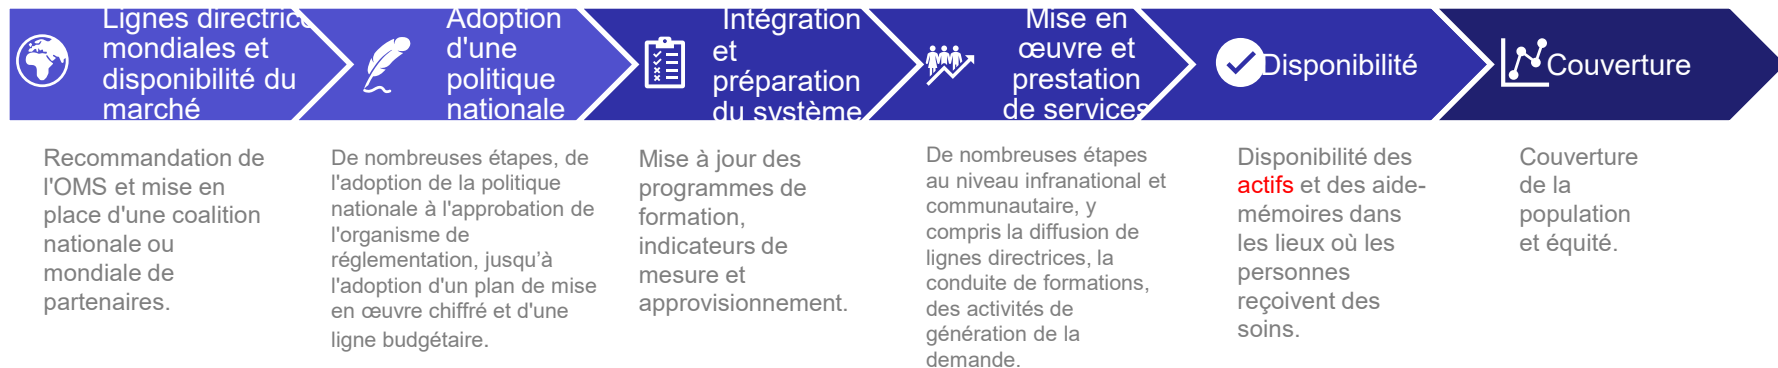 Lignes directrices
mondiales et
disponibilité du
marché
Adoption
d'une
politique
nationale
Intégration
et
préparation
du système
Mise en
œuvre et
prestation
de services
Disponibilité
Couverture
Recommandation de
l'OMS et mise en
place d'une coalition
nationale ou
mondiale de
partenaires.
De nombreuses étapes, de
l'adoption de la politique
nationale à l'approbation de
l'organisme de
réglementation, jusqu’à
l'adoption d'un plan de mise
en œuvre chiffré et d'une
ligne budgétaire.
Mise à jour des
programmes de
formation,
indicateurs de
mesure et
approvisionnement.
De nombreuses étapes
au niveau infranational et
communautaire, y
compris la diffusion de
lignes directrices, la
conduite de formations,
des activités de
génération de la
demande.
Disponibilité des
actifs et des aide-
mémoires dans
les lieux où les
personnes
reçoivent des
soins.
Couverture
de la
population
et équité.